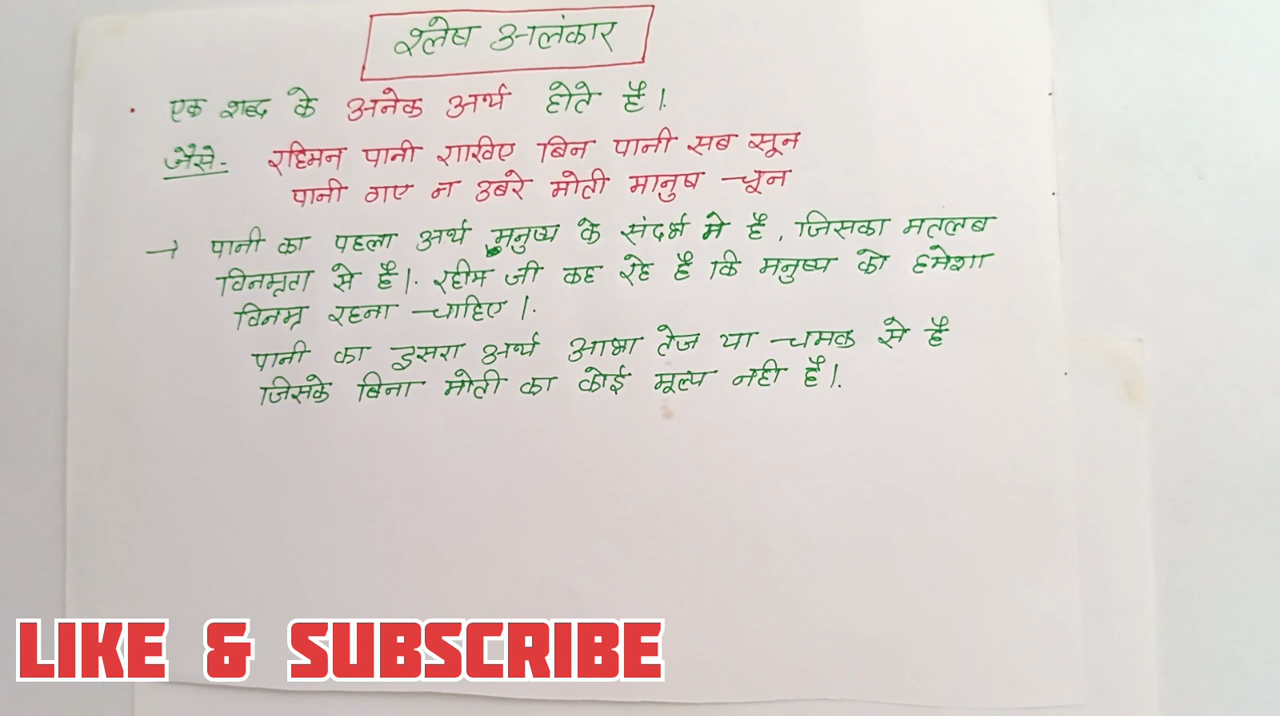 श्लेष अलंकार
• एक शब्द के अनेक अर्थ होते है।.
जैसे- रहिमन पानी राखिए बिन पानी सब सून
पानी गए न उबरे मोती मानुष चून
→ पानी का पहला अर्थ मनुष्य के संदर्भ मे है, जिसका मतलब
विनम्रता से है।. रहीम जी कह रहे है कि मनुष्य को हमेशा
विनम्र रहना चाहिए।.
पानी का दुसरा अर्थ आभा तेज या चमक से है
जिसके बिना मोती का कोई मूल्य नही है।.
LIKE & SUBSCRIBE